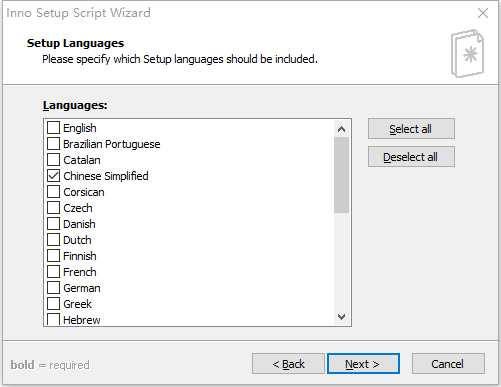 Inno Setup Script Wizard
Setup Languages
Please specify which Setup languages should be included.
Languages:
English
Brazilian Portuguese
Catalan
Chinese Simplified
Corsican
Czech
Danish
Dutch
Finnish
French
German
Greek
Hebrew
Select all
Deselect all
bold = required
< Back
Next >
Cancel